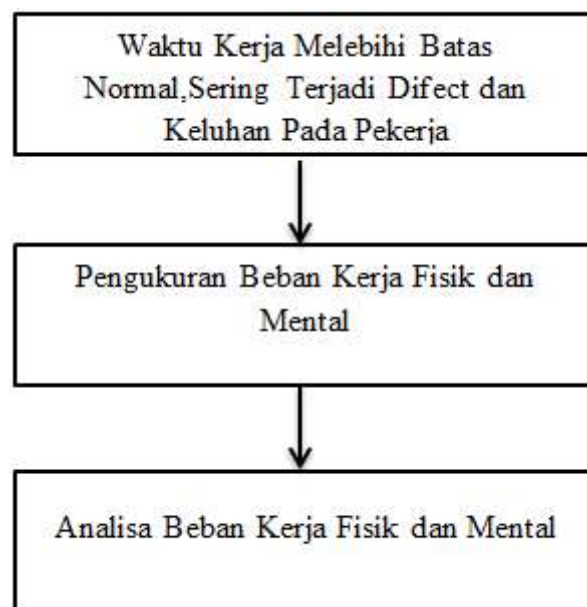 Waktu Kerja Melebihi Batas
Normal,Sering Terjadi Difect dan
Keluhan Pada Pekerja
Pengukuran Beban Kerja Fisik dan
Mental
Analisa Beban Kerja Fisik dan Mental